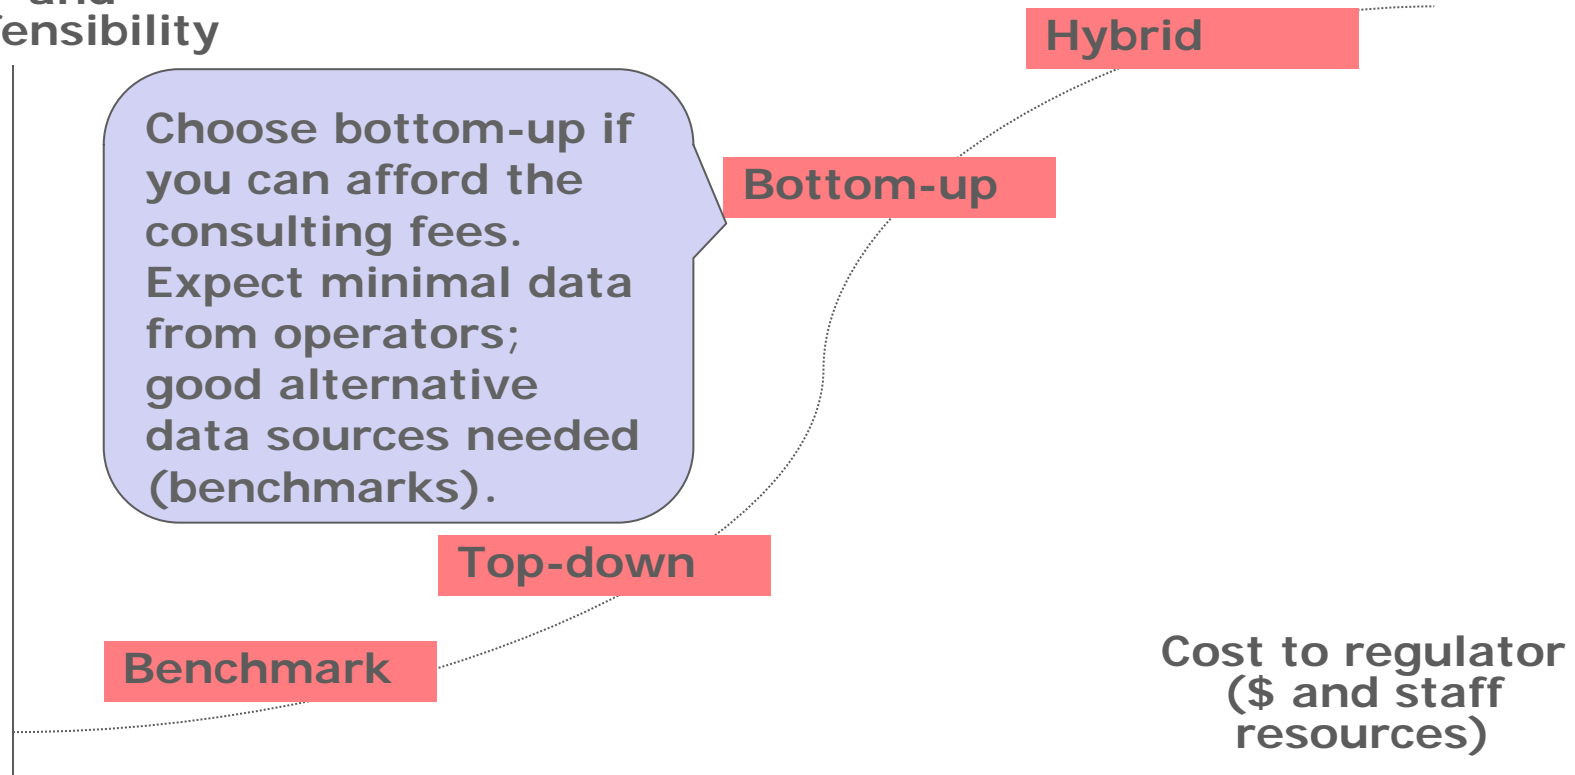 and
Hybrid
Choose bottom-up if
you can afford the
consulting fees.
Expect minimal data
from operators;
good alternative
data sources needed
(benchmarks).
Bottom-up
Top-down
Benchmark
Cost to regulator
($ and staff
resources)